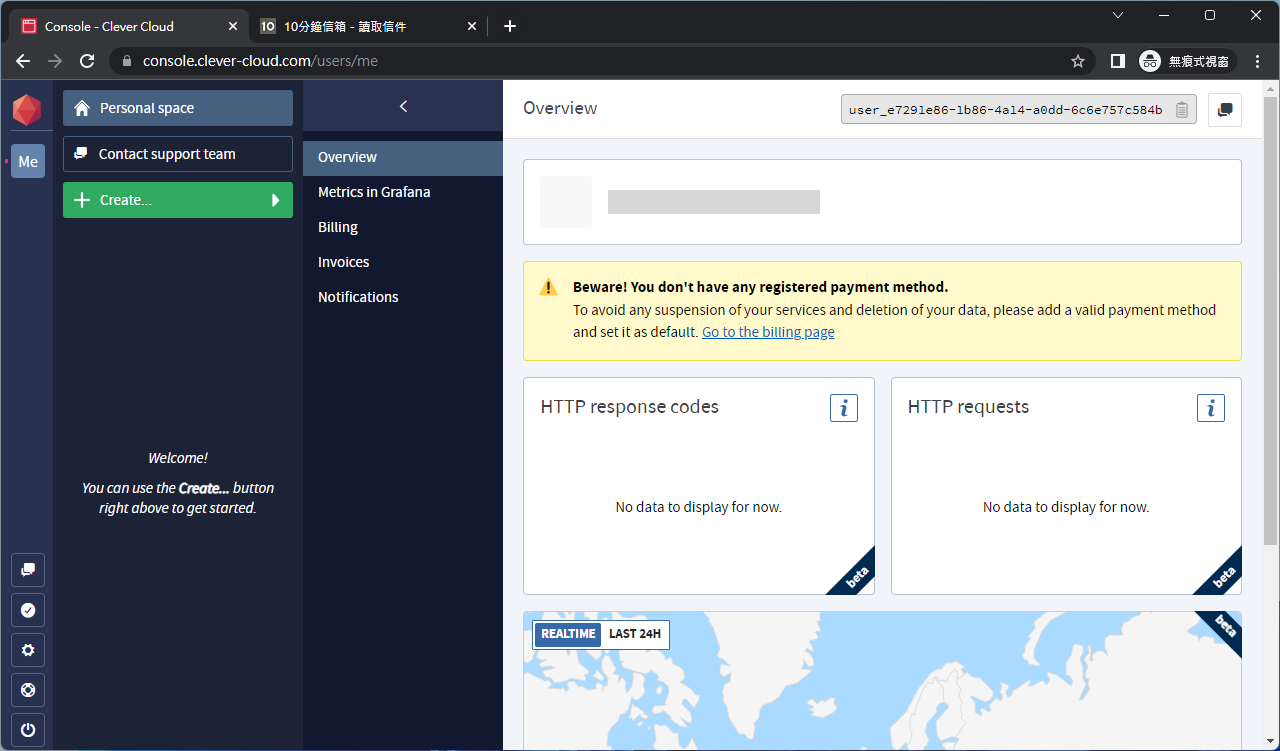 Console - Clever Cloud
10 10分鐘信箱 - 讀取信件
console.clever-cloud.com/users/me
無痕式視窗
Me
Personal space
Contact support team
Create...
Welcome!
You can use the Create... button
right above to get started.
Overview
Metrics in Grafana
Billing
Invoices
Notifications
Overview
user_e7291e86-1b86-4a14-a0dd-6c6e757c584b
Beware! You don't have any registered payment method.
To avoid any suspension of your services and deletion of your data, please add a valid payment method
and set it as default. Go to the billing page
HTTP response codes
i
No data to display for now.
beta
HTTP requests
i
No data to display for now.
beta
REALTIME LAST 24H
beta